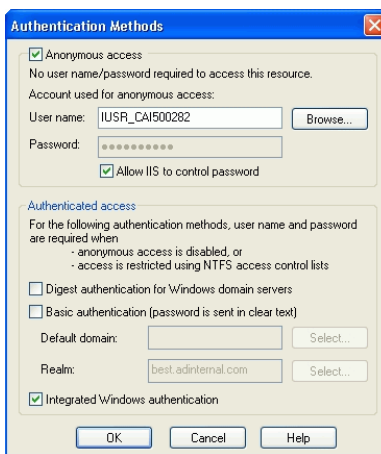 Authentication Methods
Anonymous access
No user name/password required to access this resource.
Account used for anonymous access:
User name: IUSR_CAI500282 Browse...
Password:
Allow IIS to control password
Authenticated access
For the following authentication methods, user name and password
are required when
- anonymous access is disabled, or
- access is restricted using NTFS access control lists
Digest authentication for Windows domain servers
Basic authentication (password is sent in clear text)
Default domain: Select...
Realm: best.adinternal.com Select...
Integrated Windows authentication
OK Cancel Help